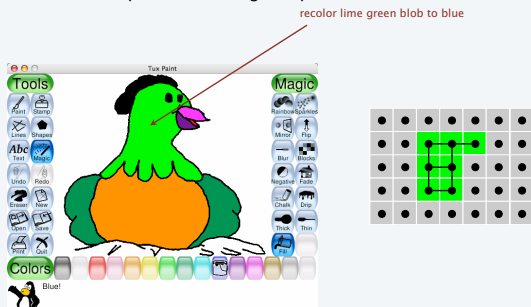 recolor lime green blob to blue
Tux Paint
Tools
Magic
Paint Stamp
Rainbow Sparkles
Lines Shapes
Mirror Flip
Abc
Text Magic
Blur Blocks
Undo Redo
Negative Fade
Eraser New
Chalk Drip
Open Save
Thick Thin
Print Quit
Fill
Colors
Blue!